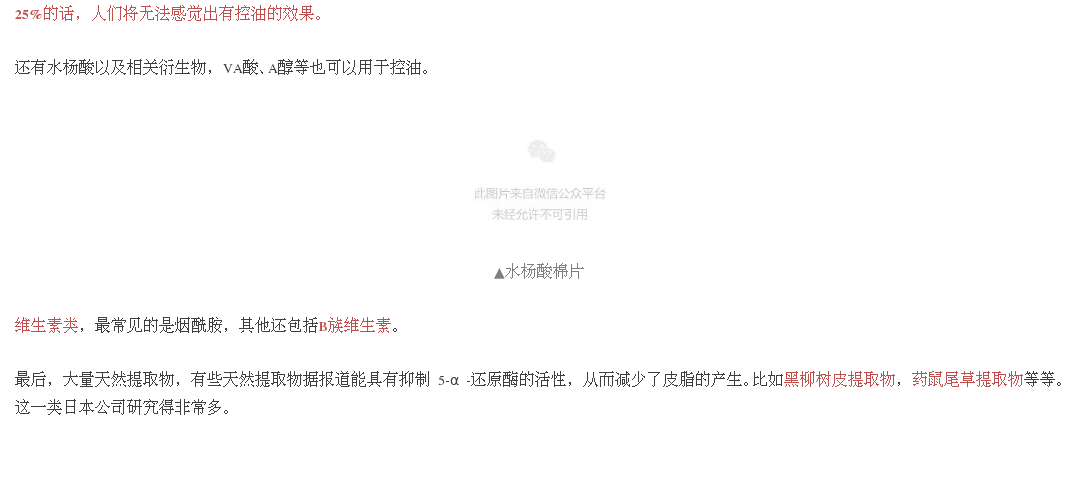 25%的话，人们将无法感觉出有控油的效果。
还有水杨酸以及相关衍生物，VA酸、A醇等也可以用于控油。
此图片来自微信公众平台
未经允许不可引用
▲水杨酸棉片
维生素类，最常见的是烟酰胺，其他还包括B族维生素。
最后，大量天然提取物，有些天然提取物据报道能具有抑制 5-α -还原酶的活性，从而减少了皮脂的产生。比如黑柳树皮提取物，药鼠尾草提取物等等。
这一类日本公司研究得非常多。